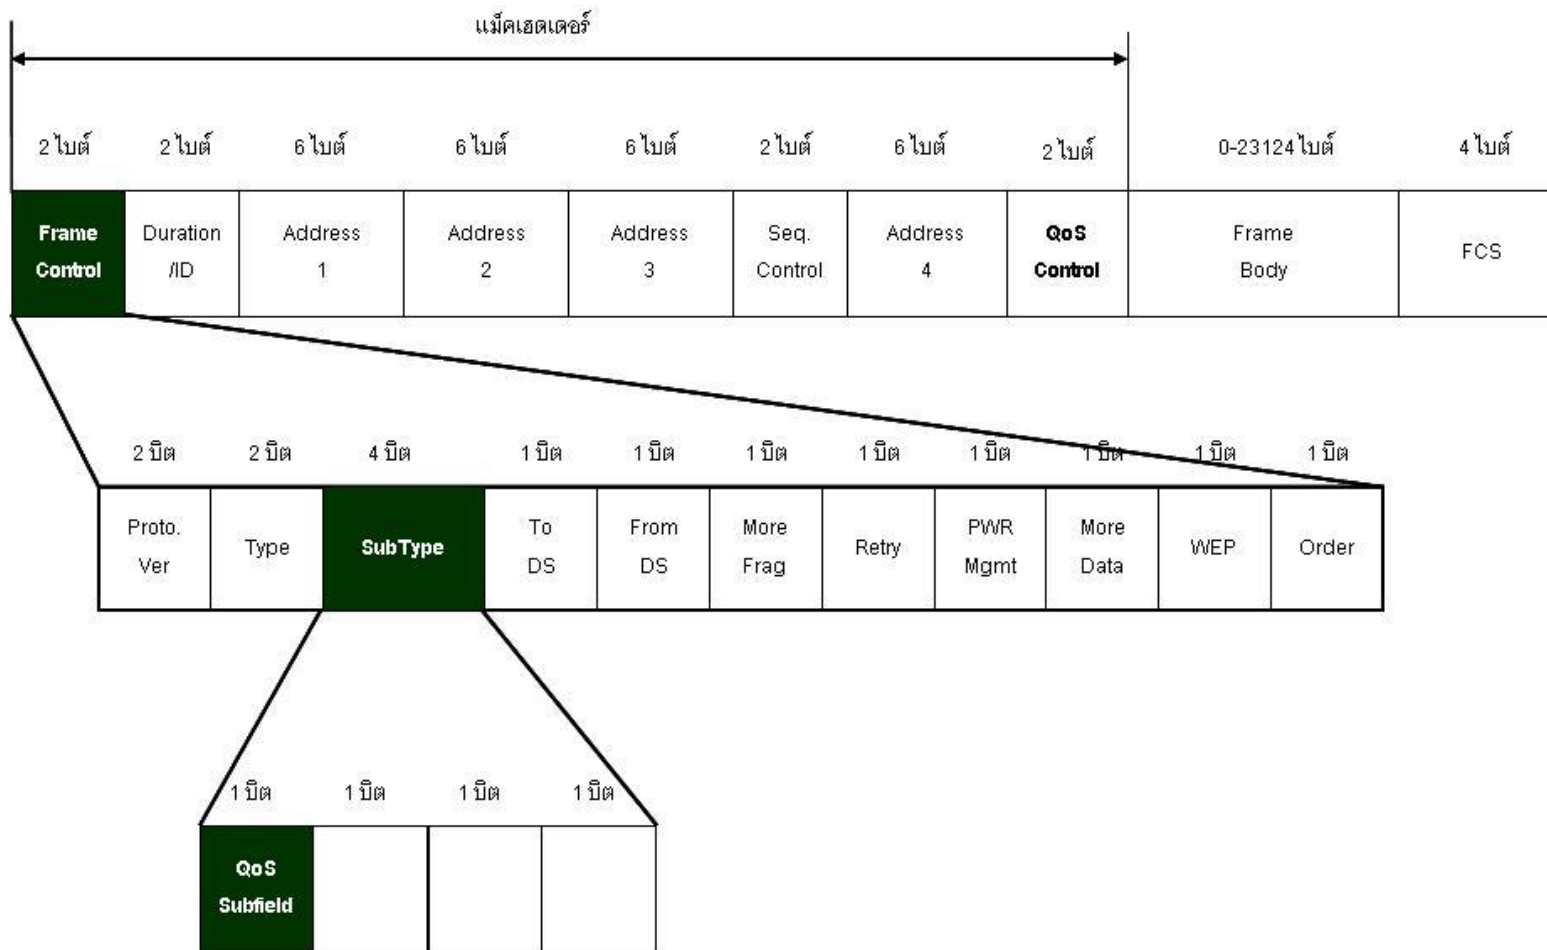 แม็คเฮดเดอร์
2 ไบต์ 2 ไบต์ 6 ไบต์ 6 ไบต์ 6 ไบต์ 2 ไบต์ 6 ไบต์ 2 ไบต์ 0-23124 ไบต์ 4 ไบต์
Frame Control
Duration /ID
Address 1
Address 2
Address 3
Seq. Control
Address 4
QoS Control
Frame Body
FCS
2 บิต 2 บิต 4 บิต 1 บิต 1 บิต 1 บิต 1 บิต 1 บิต 1 บิต 1 บิต 1 บิต
Proto. Ver
Type
SubType
To DS
From DS
More Frag
Retry
PWR Mgmt
More Data
WEP
Order
1 บิต 1 บิต 1 บิต 1 บิต
QoS Subfield